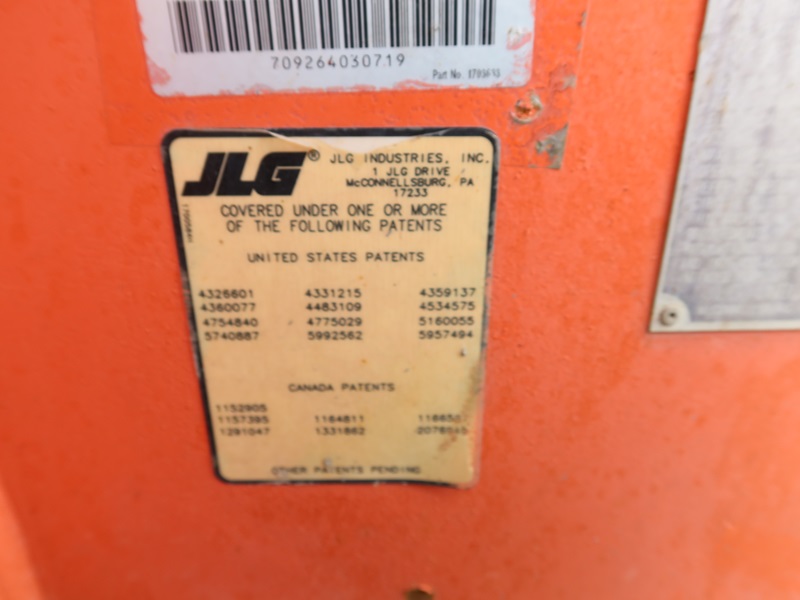 709264030719
Part No.
JLG® JLG INDUSTRIES, INC.
1 JLG DRIVE
McCONNELLSBURG, PA
17233
COVERED UNDER ONE OR MORE
OF THE FOLLOWING PATENTS
UNITED STATES PATENTS
4326601 4331215 4359137
4360077 4483109 4534575
4754840 4775029 5160055
5740887 5992562 5957494
CANADA PATENTS
1152905
1157395 1164811
1291047 1331862
OTHER PATENTS PENDING